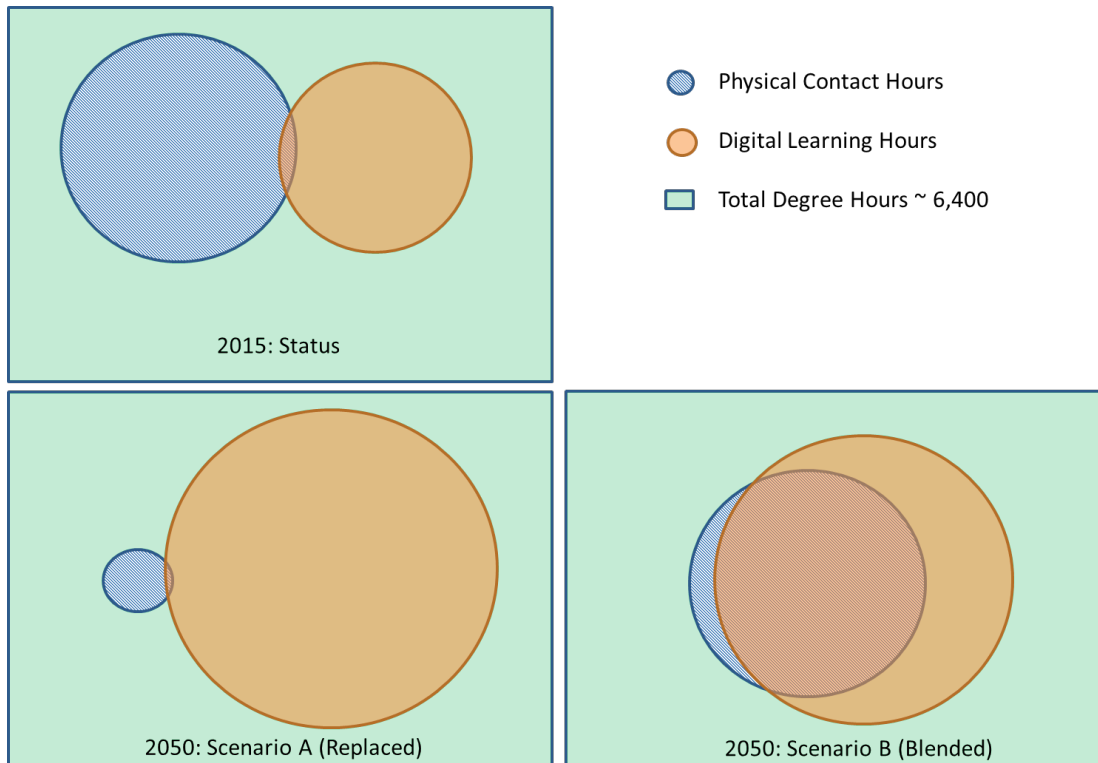 Physical Contact Hours
Digital Learning Hours
Total Degree Hours ~ 6,400
2015: Status
2050: Scenario A (Replaced)
2050: Scenario B (Blended)